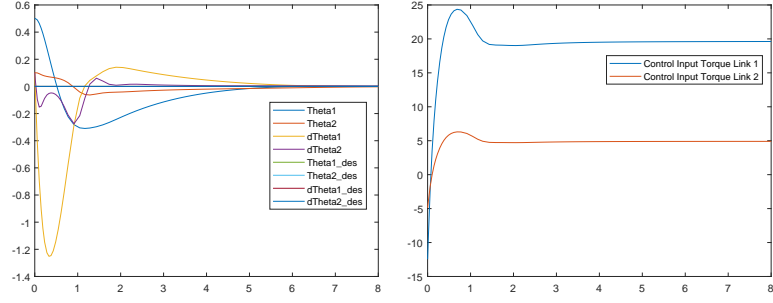 0.6
0.4
0.2
0
-0.2
-0.4
-0.6
-0.8
-1
-1.2
-1.4
0 1 2 3 4 5 6 7 8
Theta1
Theta2
dTheta1
dTheta2
Theta1_des
Theta2_des
dTheta1_des
dTheta2_des
25
20
15
10
5
0
-5
-10
-15
0 1 2 3 4 5 6 7 8
Control Input Torque Link 1
Control Input Torque Link 2